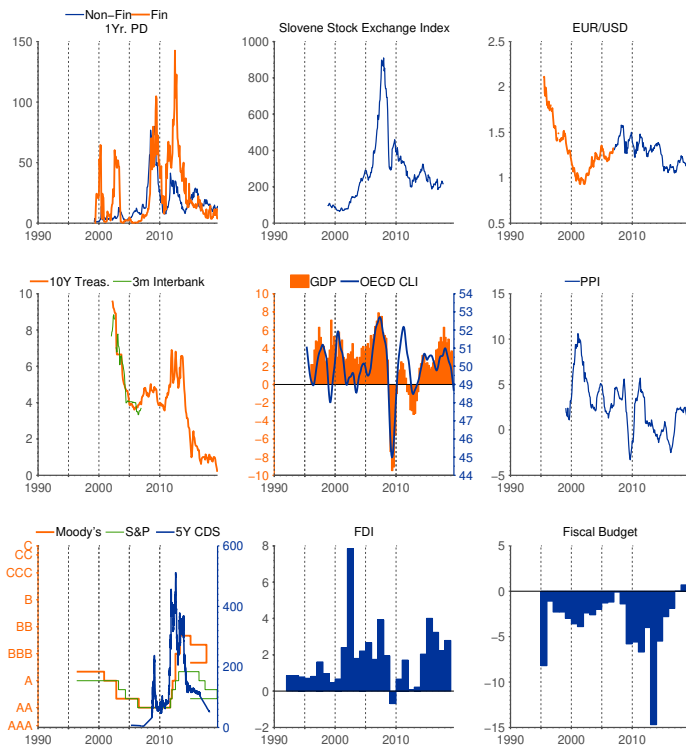 Non−Fin Fin
1Yr. PD
150
100
50
0
1990 2000 2010
Slovene Stock Exchange Index
1000
800
600
400
200
0
1990 2000 2010
EUR/USD
2.5
2
1.5
1
0.5
1990 2000 2010
10Y Treas. 3m Interbank
10
8
6
4
2
0
1990 2000 2010
GDP OECD CLI
10 54
8 53
6 52
4 51
2 50
0 49
−2 48
−4 47
−6 46
−8 45
−10 44
1990 2000 2010
PPI
15
10
5
0
−5
1990 2000 2010
Moody's S&P 5Y CDS
C 600
CC
CCC
B 400
BB
BBB 200
A
AA
AAA 0
1990 2000 2010
FDI
8
6
4
2
0
−2
1990 2000 2010
Fiscal Budget
5
0
−5
−10
−15
1990 2000 2010